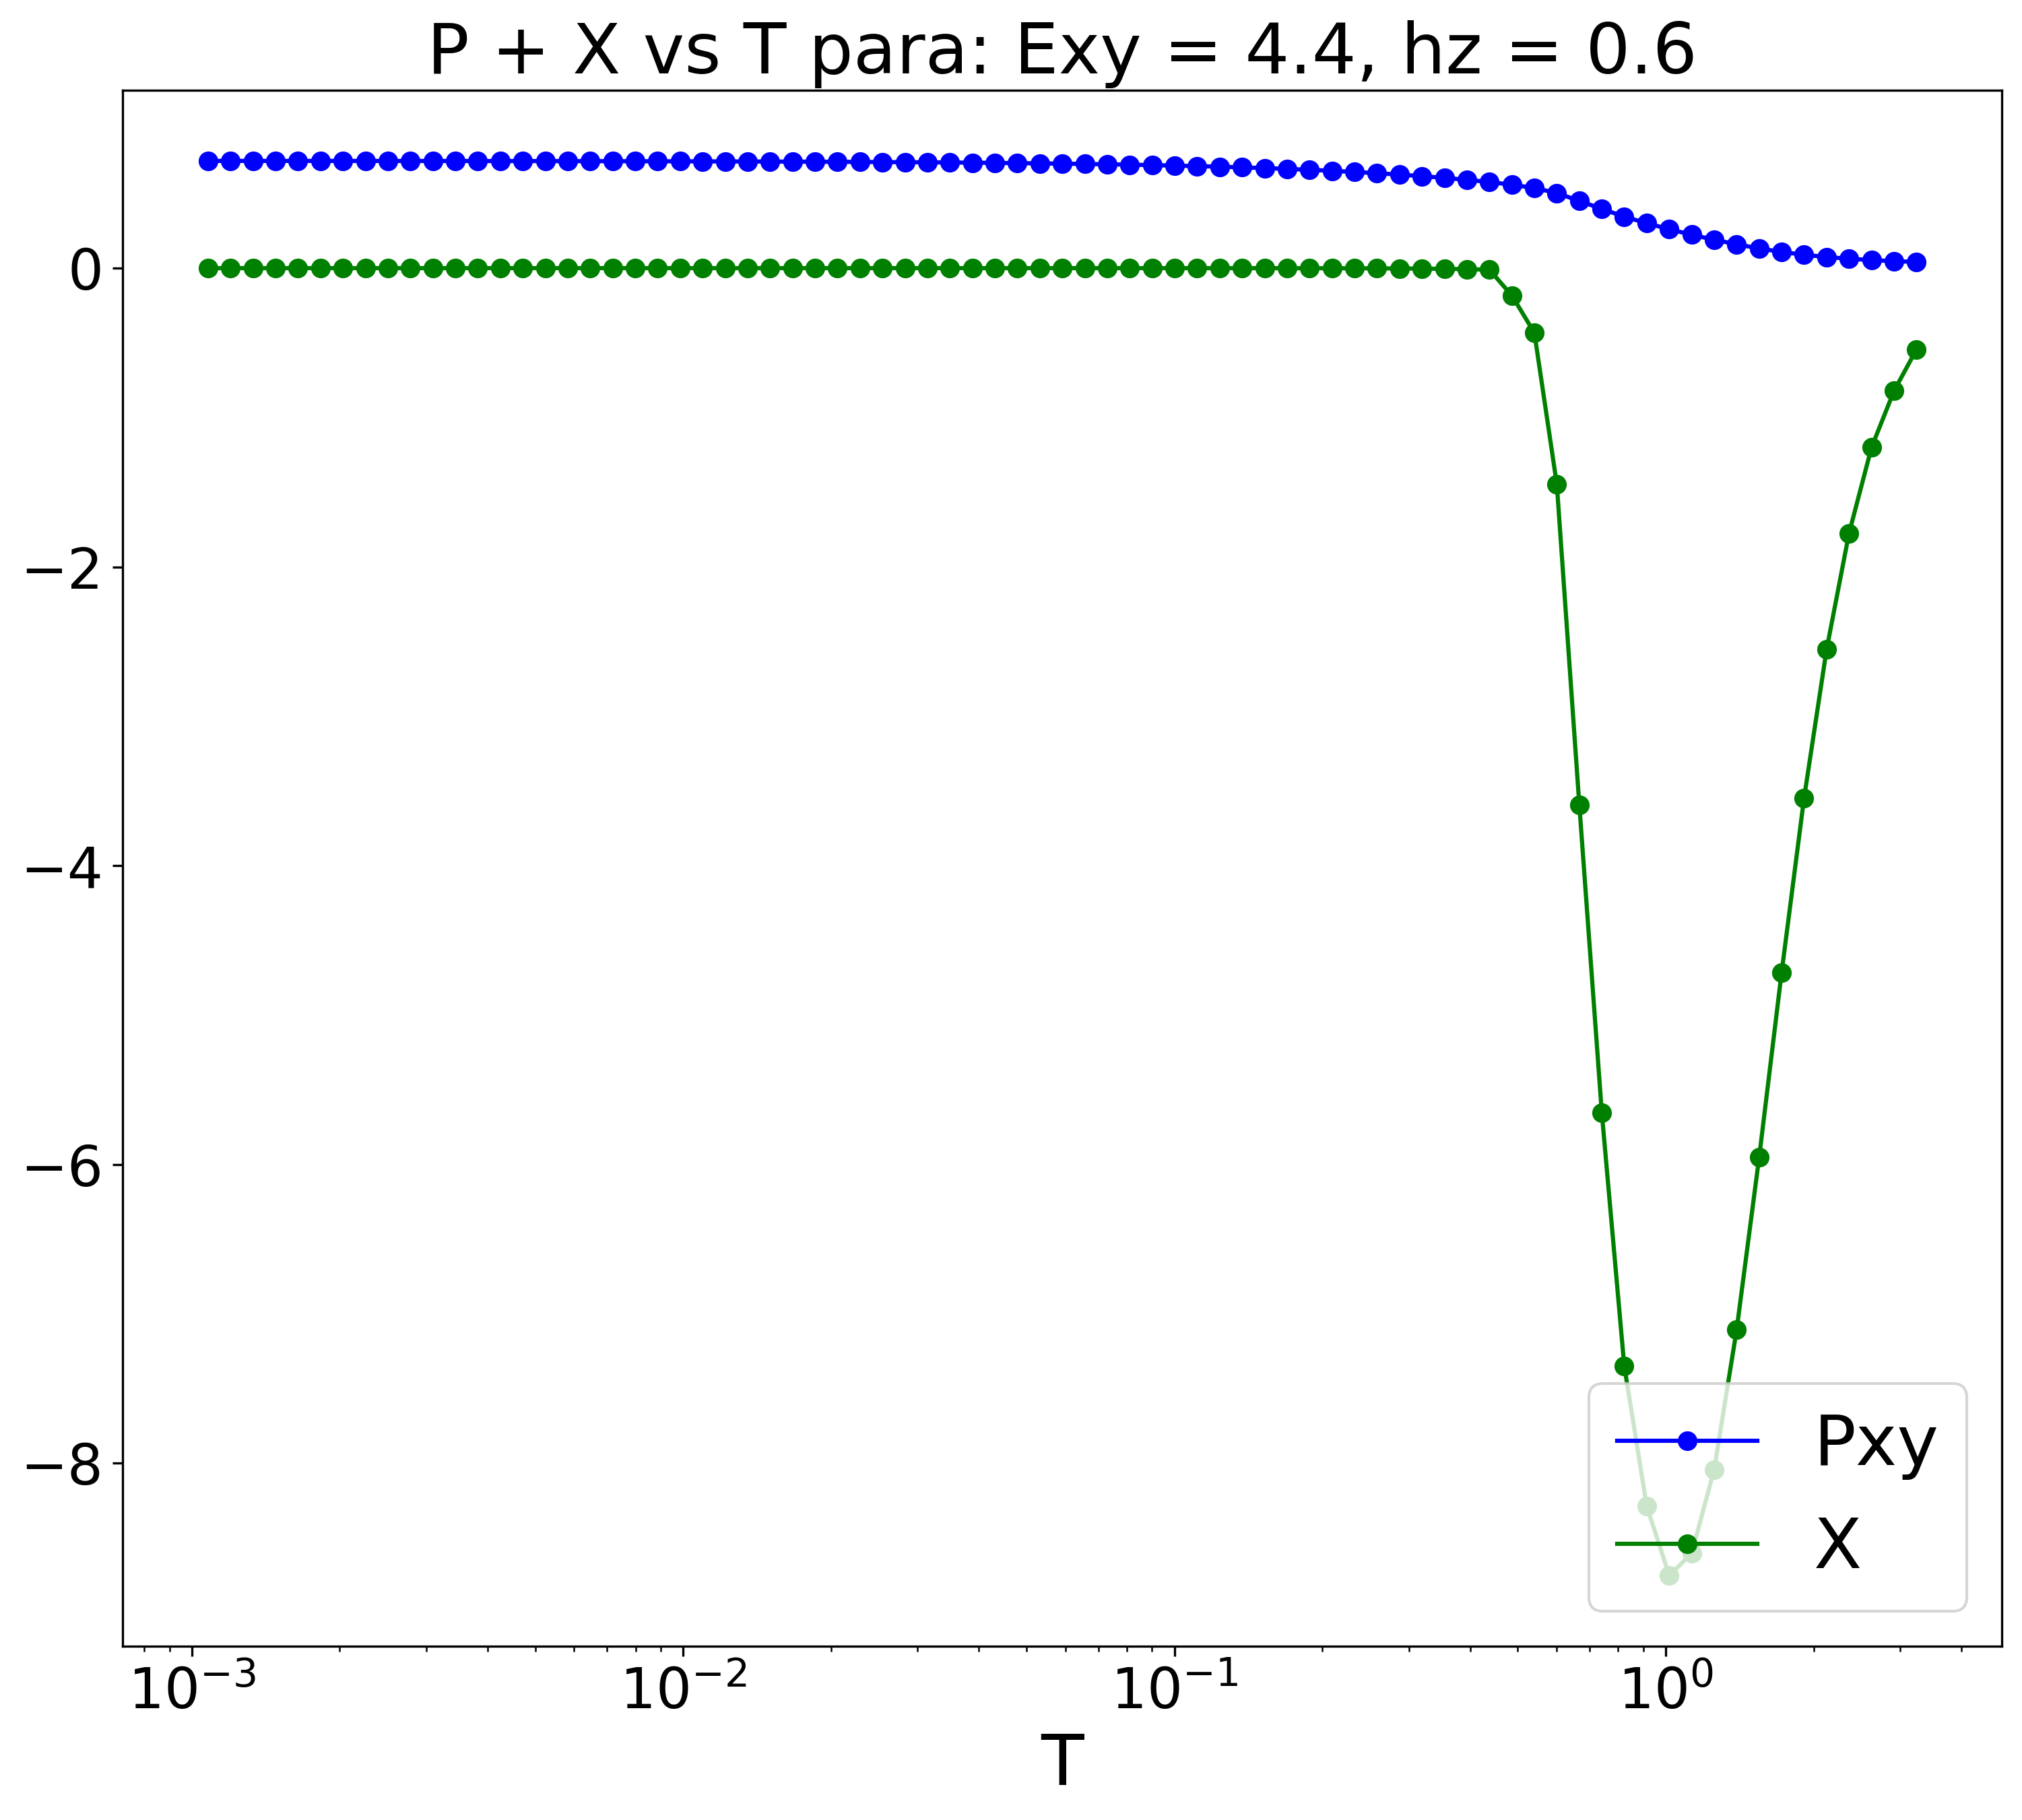 P + X vs T para: Exy = 4.4, hz = 0.6
0
−2
−4
−6
−8
Pxy
X
10⁻³ 10⁻² 10⁻¹ 10⁰
T